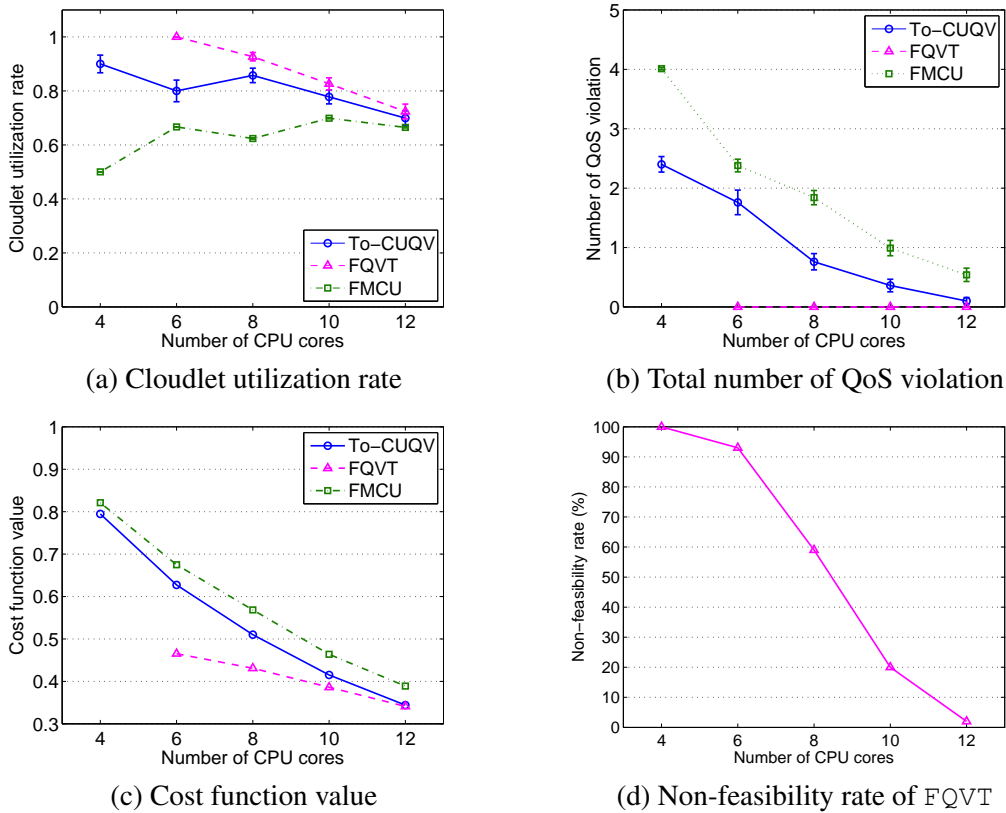 1
0.8
0.6
0.4
0.2
0
4
6
8
10
12
Cloudlet utilization rate
Number of CPU cores
To−CUQV
FQVT
FMCU
(a) Cloudlet utilization rate
5
4
3
2
1
0
4
6
8
10
12
Number of QoS violation
Number of CPU cores
To−CUQV
FQVT
FMCU
(b) Total number of QoS violation
1
0.9
0.8
0.7
0.6
0.5
0.4
0.3
4
6
8
10
12
Cost function value
Number of CPU cores
To−CUQV
FQVT
FMCU
(c) Cost function value
100
90
80
70
60
50
40
30
20
10
0
4
6
8
10
12
Non−feasibility rate (%)
Number of CPU cores
(d) Non-feasibility rate of FQVT